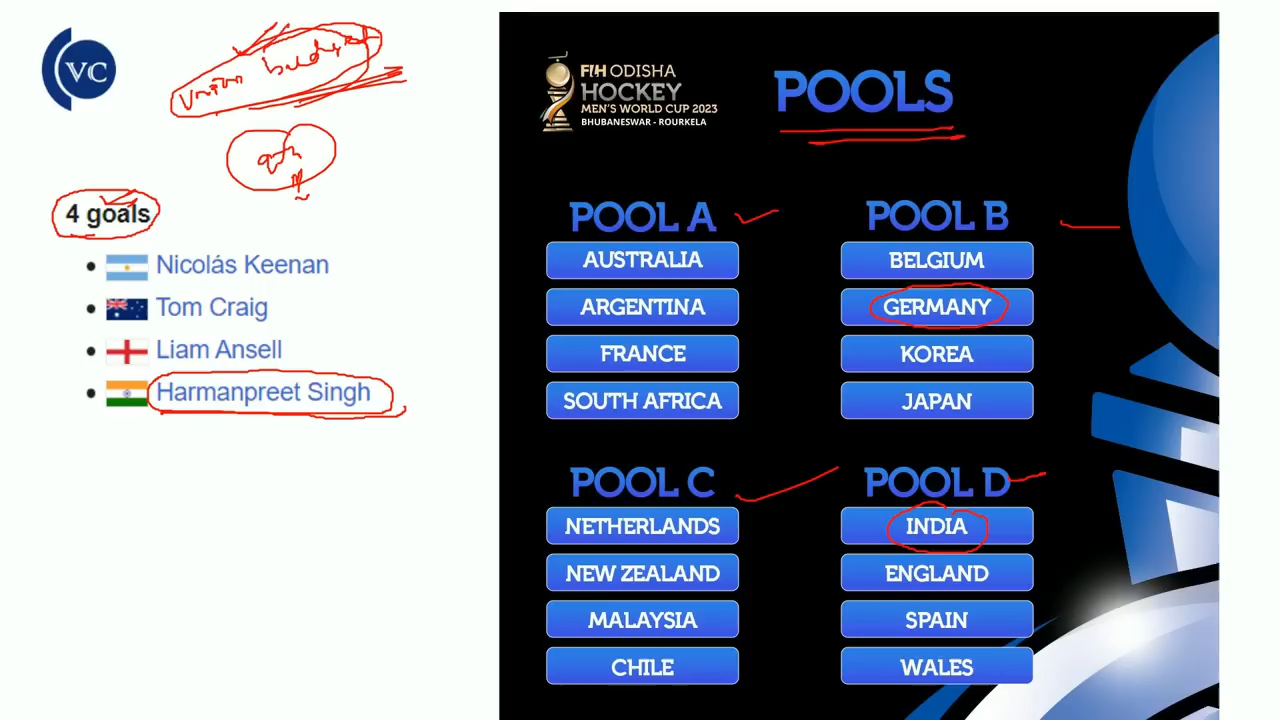 VC
Union budget
4 goals
Nicolás Keenan
Tom Craig
Liam Ansell
Harmanpreet Singh
FIH ODISHA
HOCKEY
MEN'S WORLD CUP 2023
BHUBANESWAR - ROURKELA
POOLS
POOL A
AUSTRALIA
ARGENTINA
FRANCE
SOUTH AFRICA
POOL B
BELGIUM
GERMANY
KOREA
JAPAN
POOL C
NETHERLANDS
NEW ZEALAND
MALAYSIA
CHILE
POOL D
INDIA
ENGLAND
SPAIN
WALES